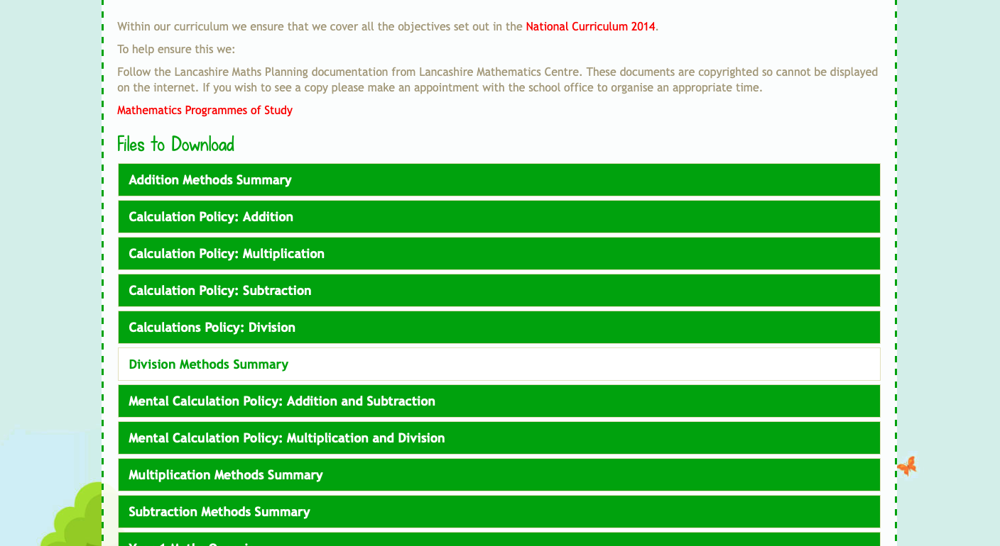 Within our curriculum we ensure that we cover all the objectives set out in the National Curriculum 2014.
To help ensure this we:
Follow the Lancashire Maths Planning documentation from Lancashire Mathematics Centre. These documents are copyrighted so cannot be displayed
on the internet. If you wish to see a copy please make an appointment with the school office to organise an appropriate time.
Mathematics Programmes of Study
Files to Download
Addition Methods Summary
Calculation Policy: Addition
Calculation Policy: Multiplication
Calculation Policy: Subtraction
Calculations Policy: Division
Division Methods Summary
Mental Calculation Policy: Addition and Subtraction
Mental Calculation Policy: Multiplication and Division
Multiplication Methods Summary
Subtraction Methods Summary
Year 1 Maths